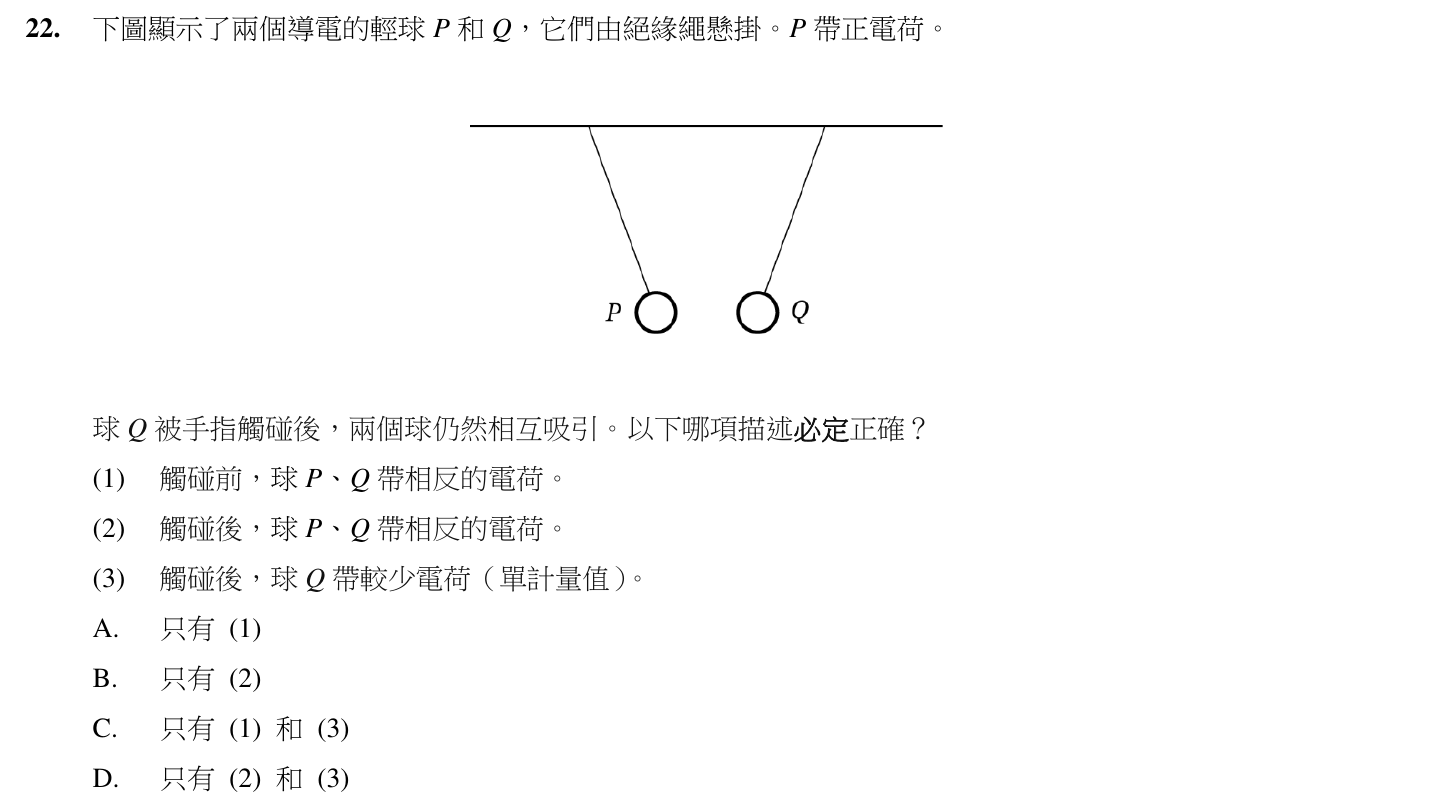 22. 下圖顯示了兩個導電的輕球 P 和 Q，它們由絕緣繩懸掛。P 帶正電荷。
P Q
球 Q 被手指觸碰後，兩個球仍然相互吸引。以下哪項描述必定正確？
(1) 觸碰前，球 P、Q 帶相反的電荷。
(2) 觸碰後，球 P、Q 帶相反的電荷。
(3) 觸碰後，球 Q 帶較少電荷（單計量值）。
A. 只有 (1)
B. 只有 (2)
C. 只有 (1) 和 (3)
D. 只有 (2) 和 (3)